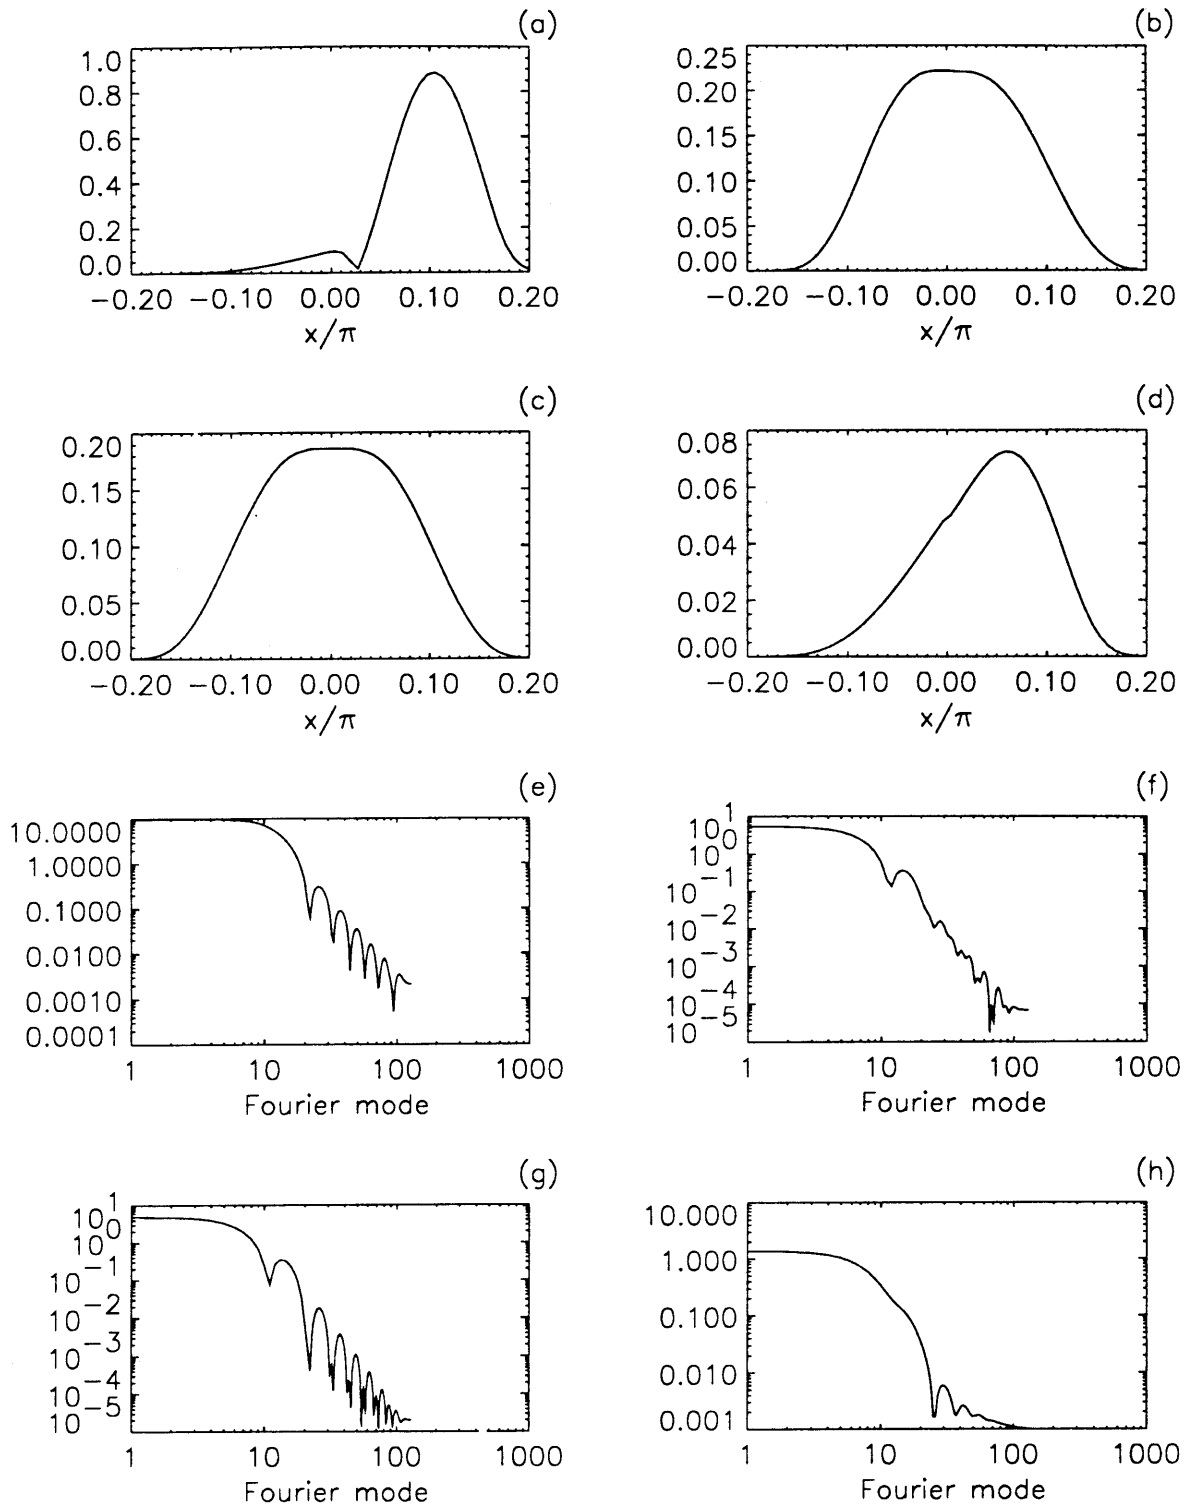 (a)
1.0
0.8
0.6
0.4
0.2
0.0
−0.20 −0.10 0.00 0.10 0.20
x/π
(b)
0.25
0.20
0.15
0.10
0.05
0.00
−0.20 −0.10 0.00 0.10 0.20
x/π
(c)
0.20
0.15
0.10
0.05
0.00
−0.20 −0.10 0.00 0.10 0.20
x/π
(d)
0.08
0.06
0.04
0.02
0.00
−0.20 −0.10 0.00 0.10 0.20
x/π
(e)
10.0000
1.0000
0.1000
0.0100
0.0010
0.0001
1 10 100 1000
Fourier mode
(f)
10^1
10^0
10^−1
10^−2
10^−3
10^−4
10^−5
1 10 100 1000
Fourier mode
(g)
10^1
10^0
10^−1
10^−2
10^−3
10^−4
10^−5
1 10 100 1000
Fourier mode
(h)
10.000
1.000
0.100
0.010
0.001
1 10 100 1000
Fourier mode